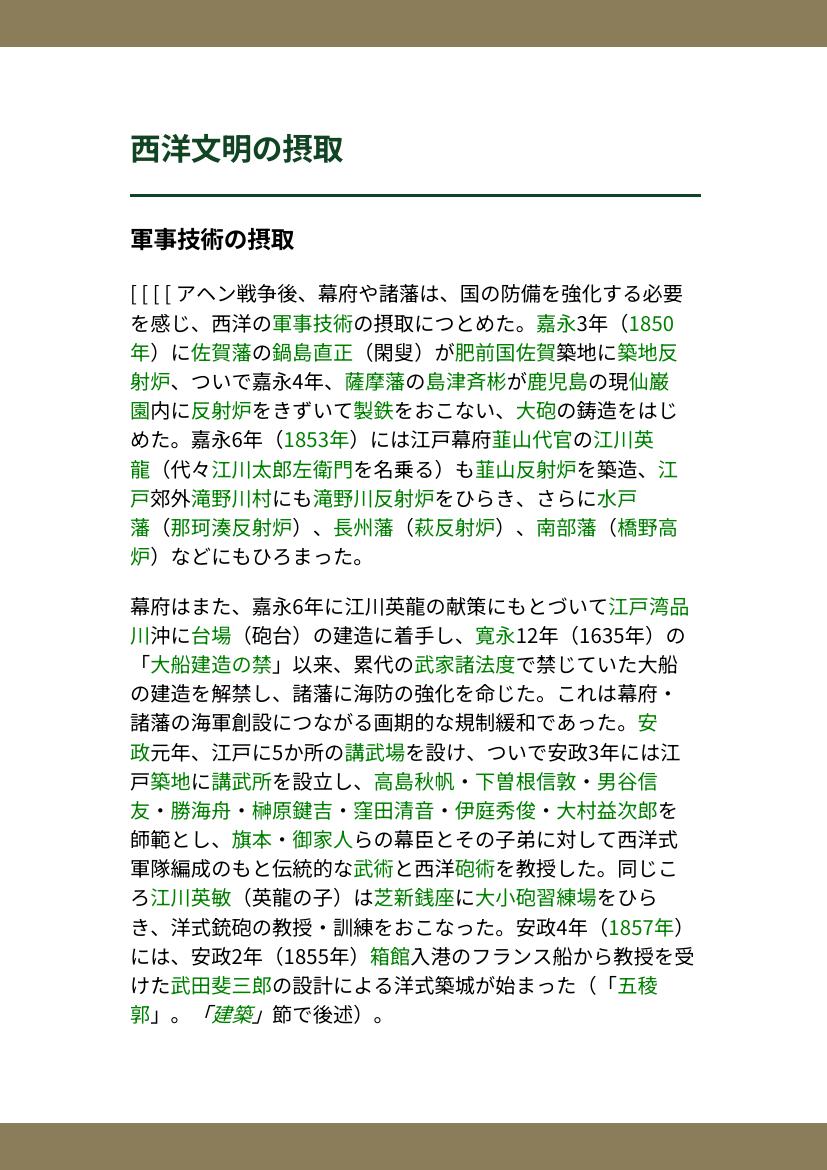 西洋文明の摂取
軍事技術の摂取
[ [ [ [ アヘン戦争後、幕府や諸藩は、国の防備を強化する必要
を感じ、西洋の軍事技術の摂取につとめた。嘉永3年（1850
年）に佐賀藩の鍋島直正（閑叟）が肥前国佐賀築地に築地反
射炉、ついで嘉永4年、薩摩藩の島津斉彬が鹿児島の現仙巌
園内に反射炉をきずいて製鉄をおこない、大砲の鋳造をはじ
めた。嘉永6年（1853年）には江戸幕府韮山代官の江川英
龍（代々江川太郎左衛門を名乗る）も韮山反射炉を築造、江
戸郊外滝野川村にも滝野川反射炉をひらき、さらに水戸
藩（那珂湊反射炉）、長州藩（萩反射炉）、南部藩（橋野高
炉）などにもひろまった。
幕府はまた、嘉永6年に江川英龍の献策にもとづいて江戸湾品
川沖に台場（砲台）の建造に着手し、寛永12年（1635年）の
「大船建造の禁」以来、累代の武家諸法度で禁じていた大船
の建造を解禁し、諸藩に海防の強化を命じた。これは幕府・
諸藩の海軍創設につながる画期的な規制緩和であった。安
政元年、江戸に5か所の講武場を設け、ついで安政3年には江
戸築地に講武所を設立し、高島秋帆・下曽根信敦・男谷信
友・勝海舟・榊原鍵吉・窪田清音・伊庭秀俊・大村益次郎を
師範とし、旗本・御家人らの幕臣とその子弟に対して西洋式
軍隊編成のもと伝統的な武術と西洋砲術を教授した。同じこ
ろ江川英敏（英龍の子）は芝新銭座に大小砲習練場をひら
き、洋式銃砲の教授・訓練をおこなった。安政4年（1857年）
には、安政2年（1855年）箱館入港のフランス船から教授を受
けた武田斐三郎の設計による洋式築城が始まった（「五稜
郭」。「建築」節で後述）。